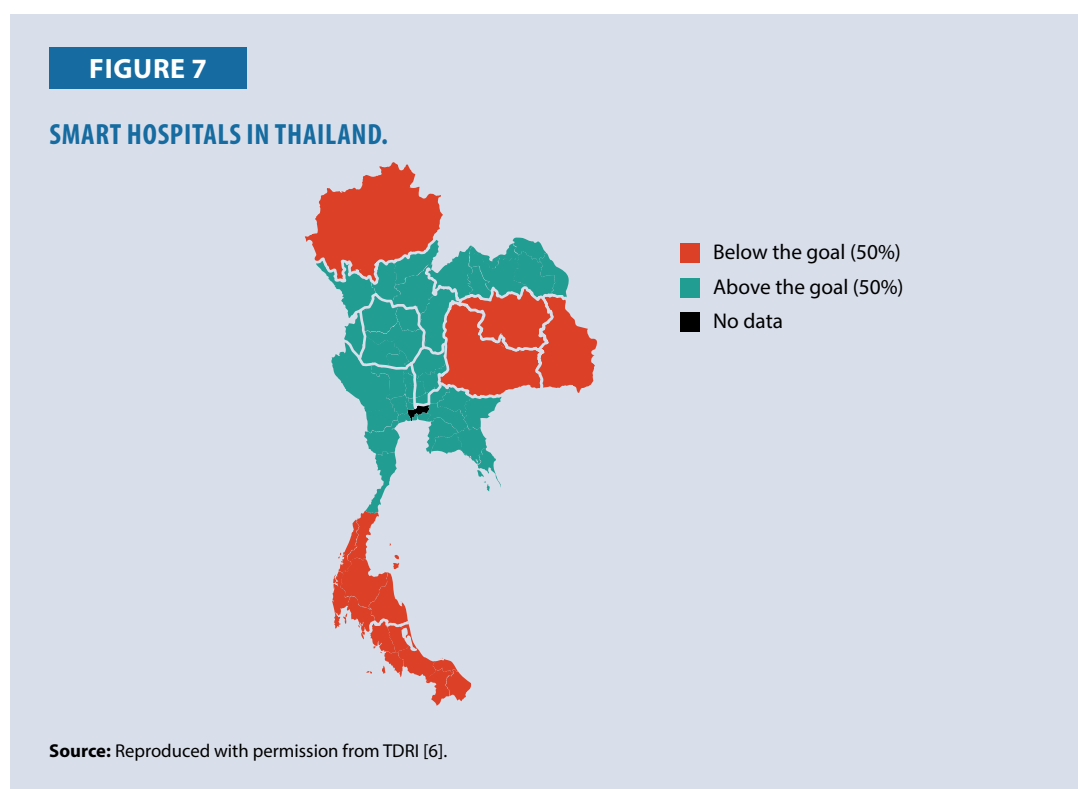 FIGURE 7
SMART HOSPITALS IN THAILAND.
Below the goal (50%)
Above the goal (50%)
No data
Source: Reproduced with permission from TDRI [6].